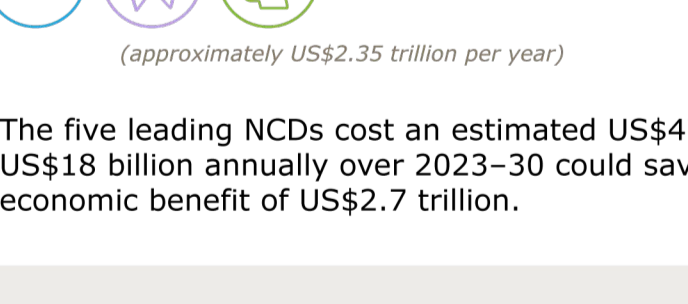 (approximately US$2.35 trillion per year)
The five leading NCDs cost an estimated US$4
US$18 billion annually over 2023–30 could
economic benefit of US$2.7 trillion.